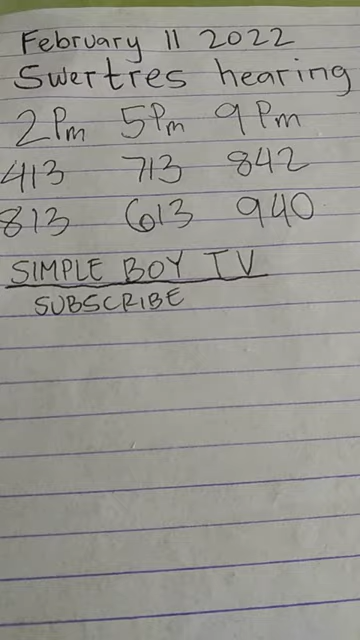 February 11 2022
Swertres hearing
2Pm 5Pm 9Pm
413 713 842
813 613 940
SIMPLE BOY TV
SUBSCRIBE